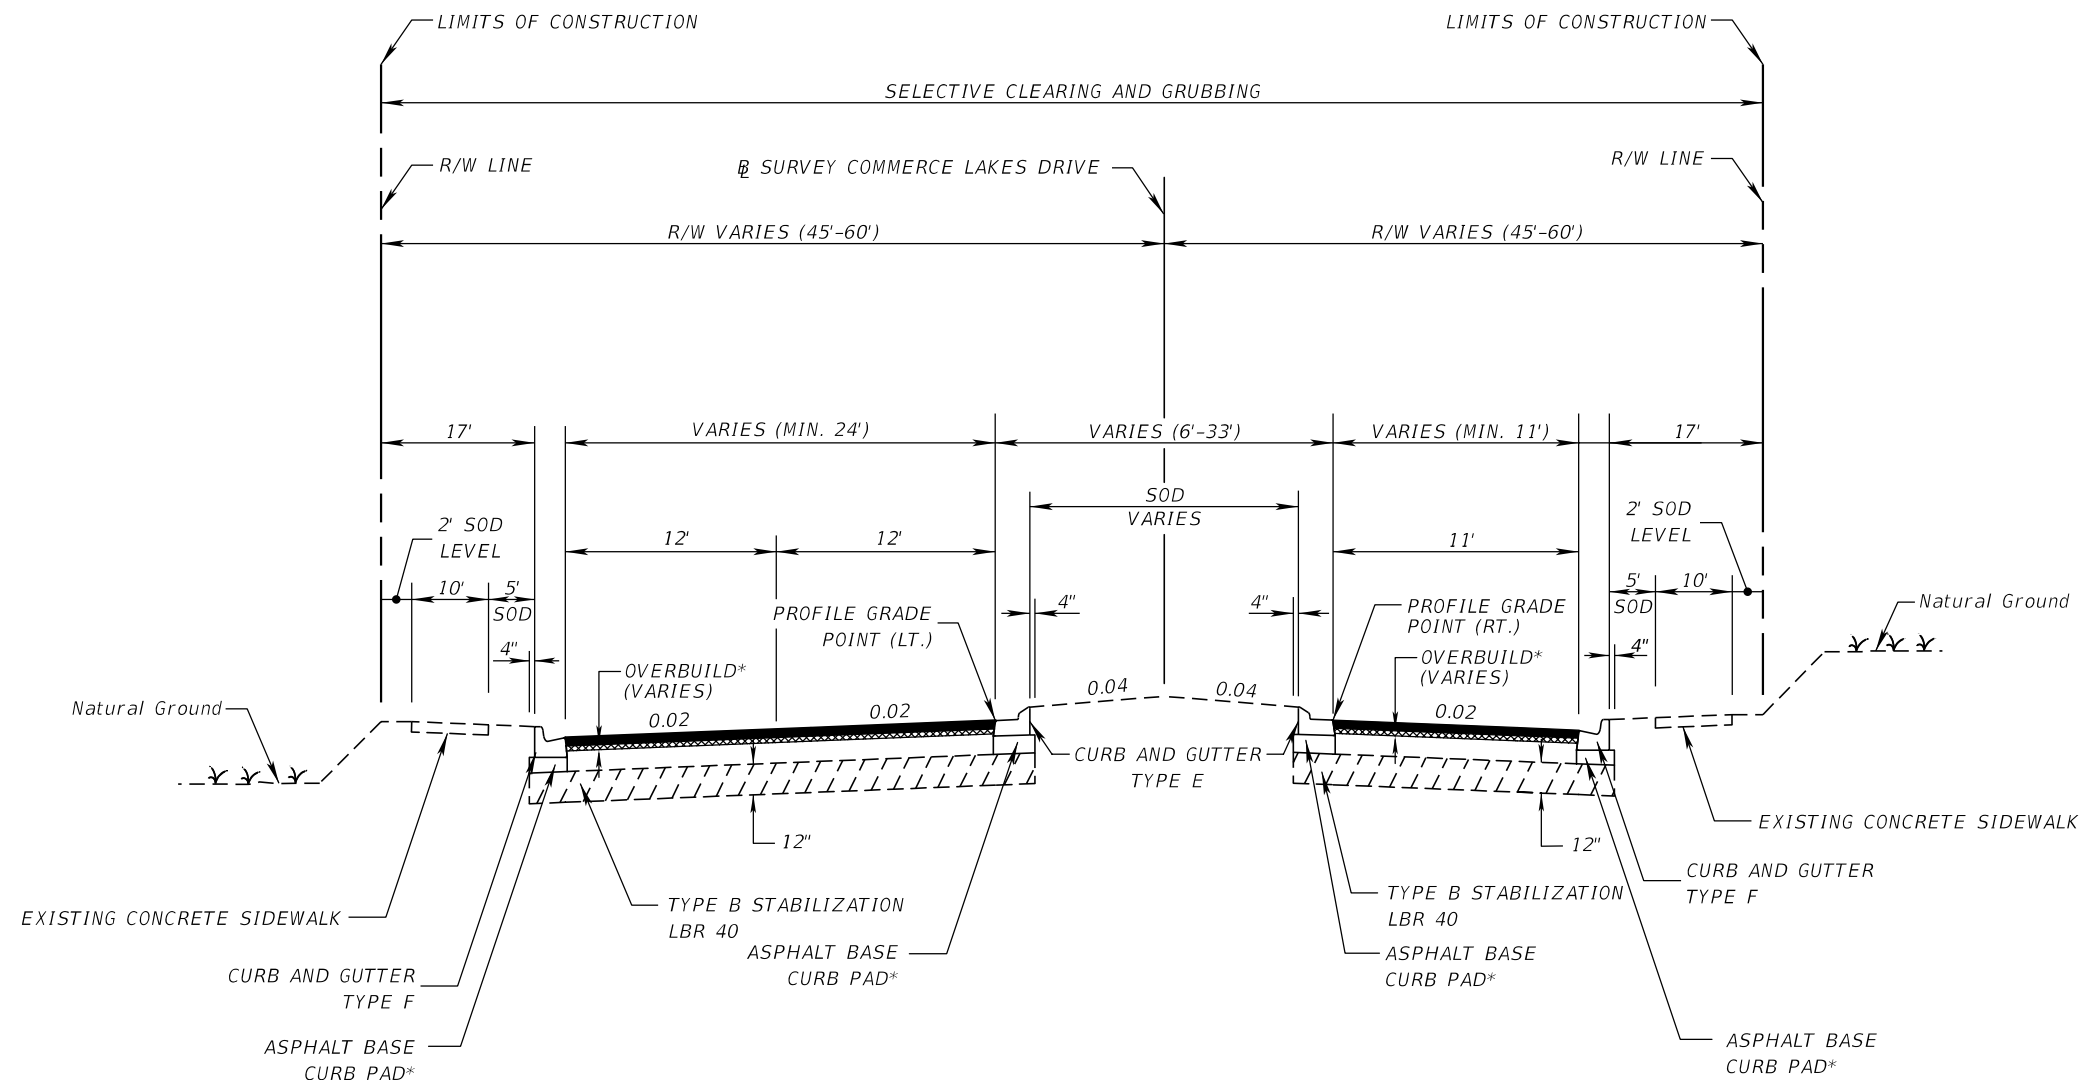 LIMITS OF CONSTRUCTION
LIMITS OF CONSTRUCTION
SELECTIVE CLEARING AND GRUBBING
R/W LINE
BL SURVEY COMMERCE LAKES DRIVE
R/W LINE
R/W VARIES (45'-60')
R/W VARIES (45'-60')
17'
VARIES (MIN. 24')
VARIES (6'-33')
VARIES (MIN. 11')
17'
SOD
VARIES
2' SOD
LEVEL
12'
12'
11'
2' SOD
LEVEL
10'
5'
SOD
4"
4"
4"
5'
SOD
10'
4"
PROFILE GRADE
POINT (LT.)
PROFILE GRADE
POINT (RT.)
Natural Ground
OVERBUILD*
(VARIES)
OVERBUILD*
(VARIES)
Natural Ground
0.02
0.02
0.04
0.04
0.02
CURB AND GUTTER
TYPE E
12"
12"
EXISTING CONCRETE SIDEWALK
EXISTING CONCRETE SIDEWALK
TYPE B STABILIZATION
LBR 40
TYPE B STABILIZATION
LBR 40
CURB AND GUTTER
TYPE F
ASPHALT BASE
CURB PAD*
ASPHALT BASE
CURB PAD*
CURB AND GUTTER
TYPE F
ASPHALT BASE
CURB PAD*
ASPHALT BASE
CURB PAD*